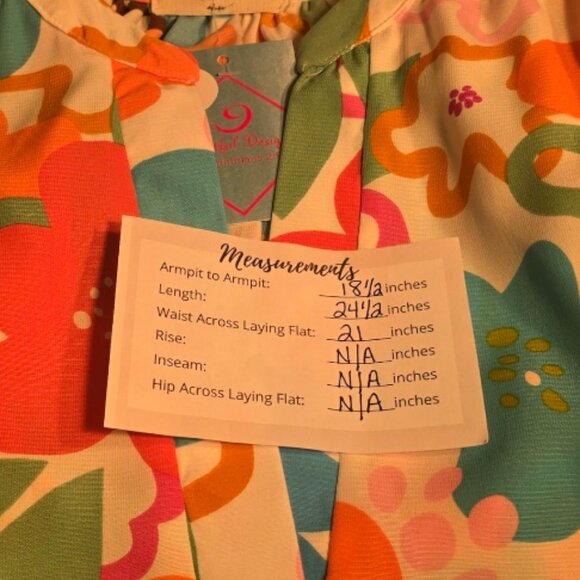 9
Measurements
Armpit to Armpit: 18 1/2 inches
Length: 24 1/2 inches
Waist Across Laying Flat: 21 inches
Rise: N|A inches
Inseam: N|A inches
Hip Across Laying Flat: N|A inches